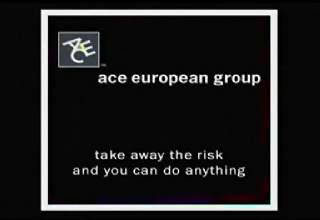 ACE
ace european group
take away the risk
and you can do anything